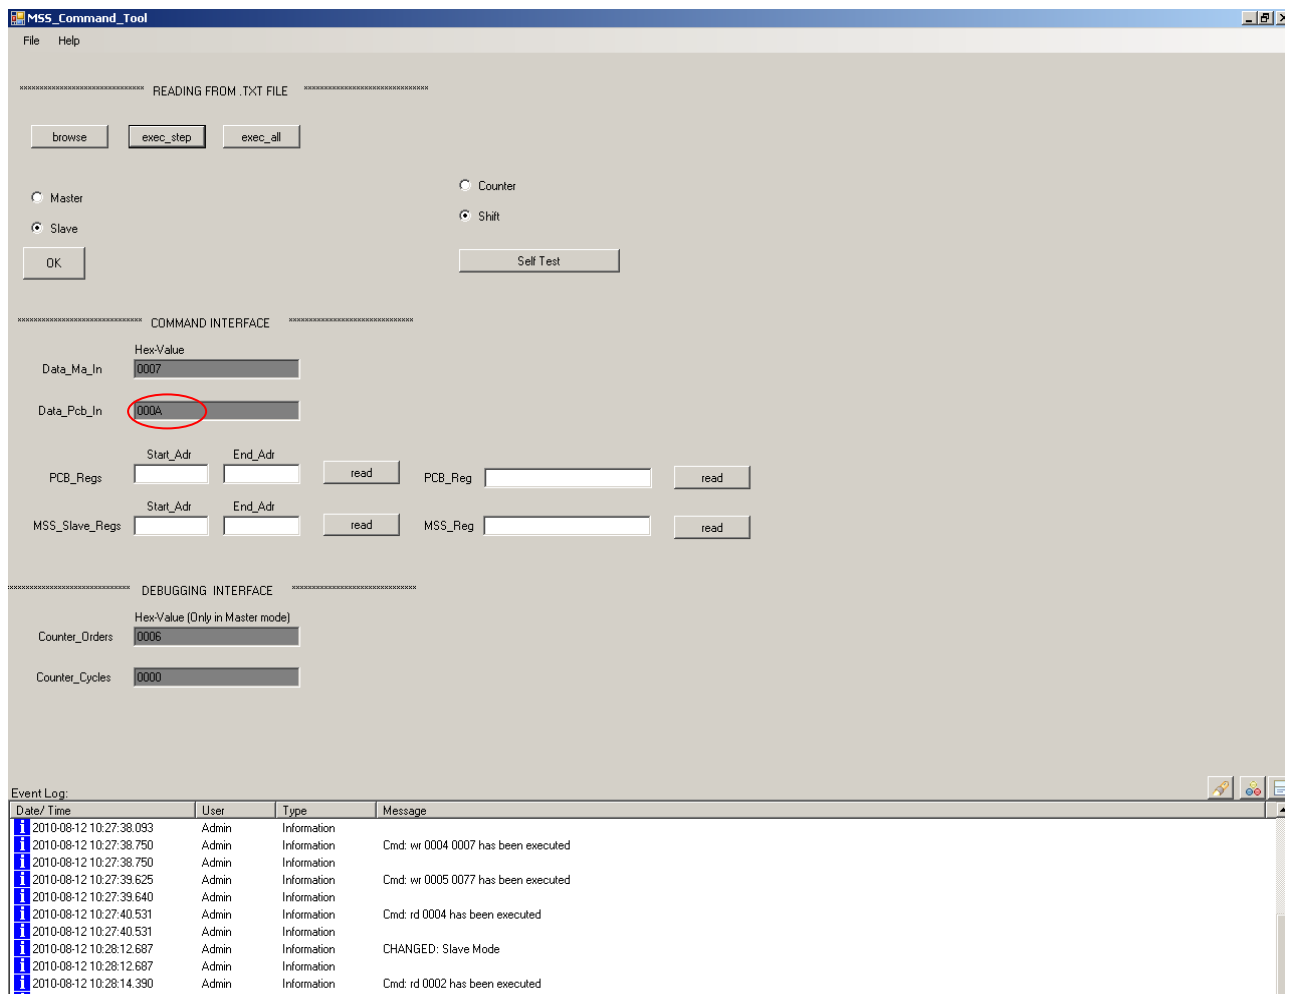 MSS_Command_Tool
File Help
**************************** READING FROM .TXT FILE ****************************
browse exec_step exec_all
Master
Counter
Slave
Shift
OK
Self Test
**************************** COMMAND INTERFACE ****************************
Hex-Value
Data_Ma_In 0007
Data_Pcb_In 000A
Start_Adr End_Adr
PCB_Regs read PCB_Reg read
Start_Adr End_Adr
MSS_Slave_Regs read MSS_Reg read
**************************** DEBUGGING INTERFACE ****************************
Hex-Value (Only in Master mode)
Counter_Orders 0006
Counter_Cycles 0000
Event Log:
Date/ Time User Type Message
2010-08-12 10:27:38.093 Admin Information
2010-08-12 10:27:38.750 Admin Information Cmd: wr 0004 0007 has been executed
2010-08-12 10:27:38.750 Admin Information
2010-08-12 10:27:39.625 Admin Information Cmd: wr 0005 0077 has been executed
2010-08-12 10:27:39.640 Admin Information
2010-08-12 10:27:40.531 Admin Information Cmd: rd 0004 has been executed
2010-08-12 10:27:40.531 Admin Information
2010-08-12 10:28:12.687 Admin Information CHANGED: Slave Mode
2010-08-12 10:28:12.687 Admin Information
2010-08-12 10:28:14.390 Admin Information Cmd: rd 0002 has been executed